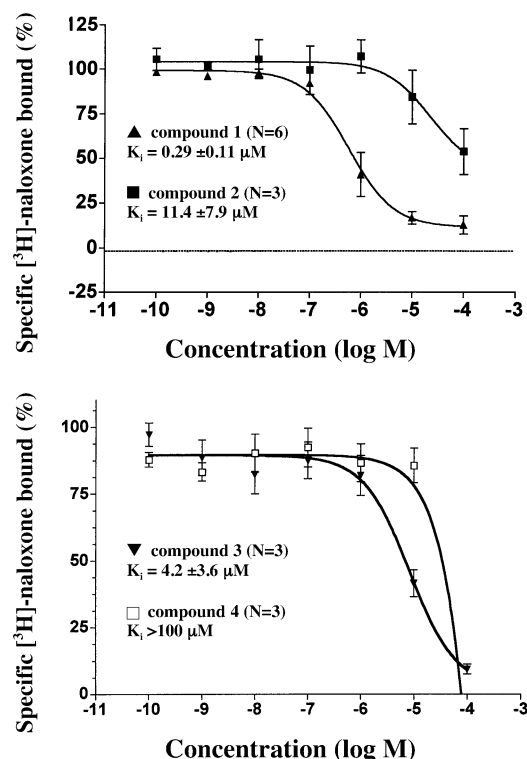 Specific [³H]-naloxone bound (%)
125
100
75
50
25
0
-25
▲ compound 1 (N=6)
Kᵢ = 0.29 ±0.11 µM
■ compound 2 (N=3)
Kᵢ = 11.4 ±7.9 µM
-11 -10 -9 -8 -7 -6 -5 -4 -3
Concentration (log M)
Specific [³H]-naloxone bound (%)
100
75
50
25
0
▼ compound 3 (N=3)
Kᵢ = 4.2 ±3.6 µM
□ compound 4 (N=3)
Kᵢ >100 µM
-11 -10 -9 -8 -7 -6 -5 -4 -3
Concentration (log M)